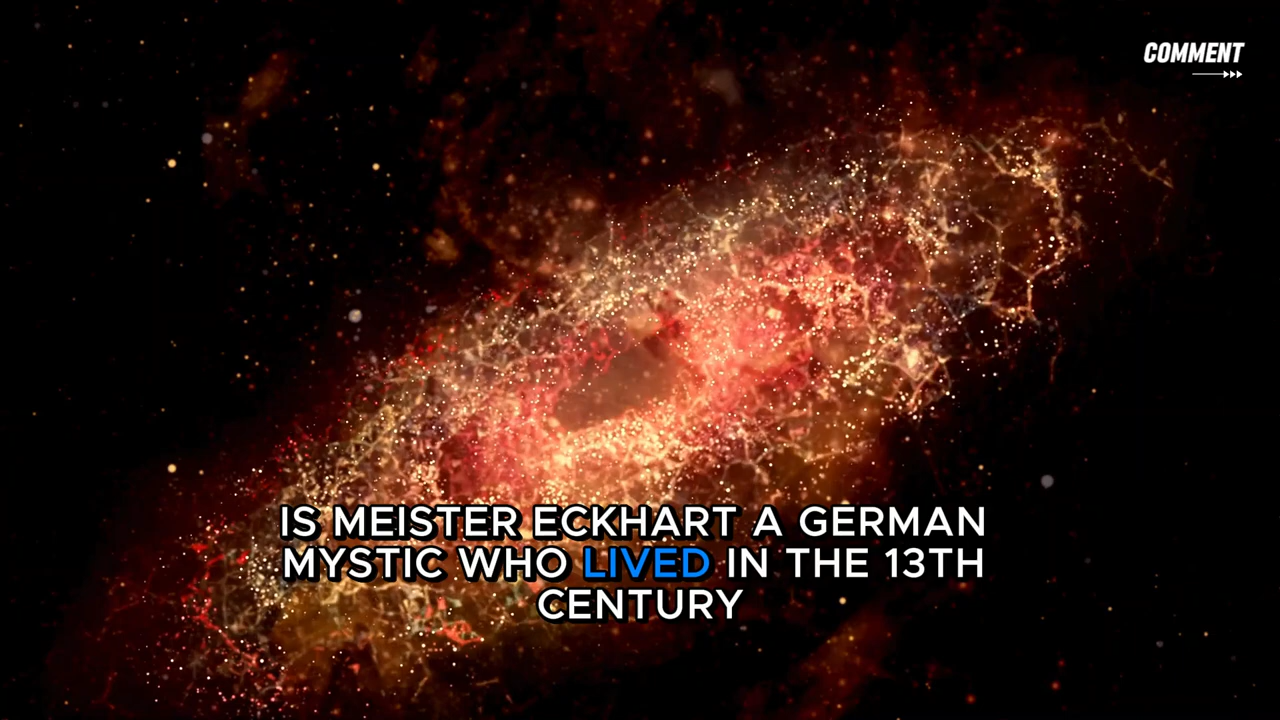 COMMENT
IS MEISTER ECKHART A GERMAN
MYSTIC WHO LIVED IN THE 13TH
CENTURY